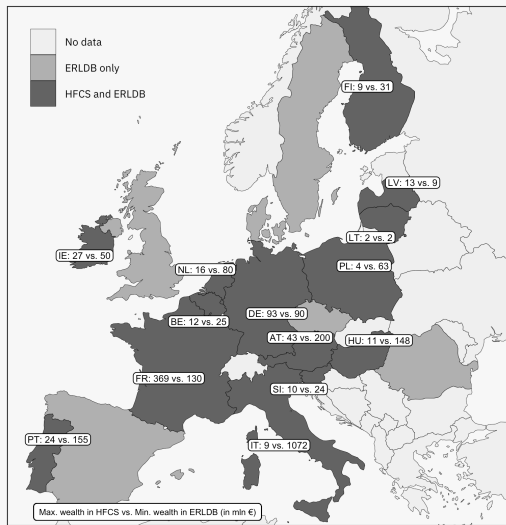 No data
ERLDB only
HFCS and ERLDB
FI: 9 vs. 31
LV: 13 vs. 9
LT: 2 vs. 2
IE: 27 vs. 50
NL: 16 vs. 80
PL: 4 vs. 63
DE: 93 vs. 90
BE: 12 vs. 25
AT: 43 vs. 200
HU: 11 vs. 148
FR: 369 vs. 130
SI: 10 vs. 24
PT: 24 vs. 155
IT: 9 vs. 1072
Max. wealth in HFCS vs. Min. wealth in ERLDB (in mln €)